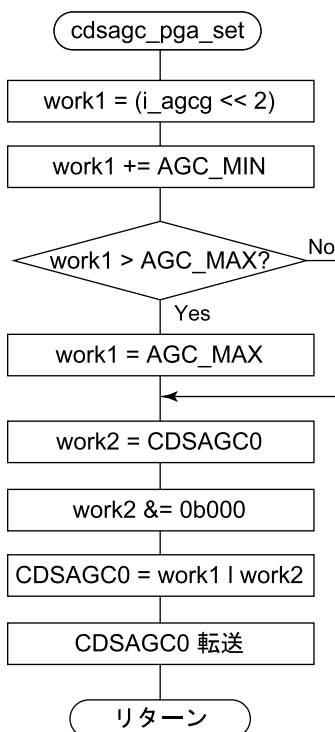 cdsagc_pga_set
work1 = (i_agcg << 2)
work1 += AGC_MIN
work1 > AGC_MAX?
No
Yes
work1 = AGC_MAX
work2 = CDSAGC0
work2 &= 0b000
CDSAGC0 = work1 l work2
CDSAGC0 転送
リターン